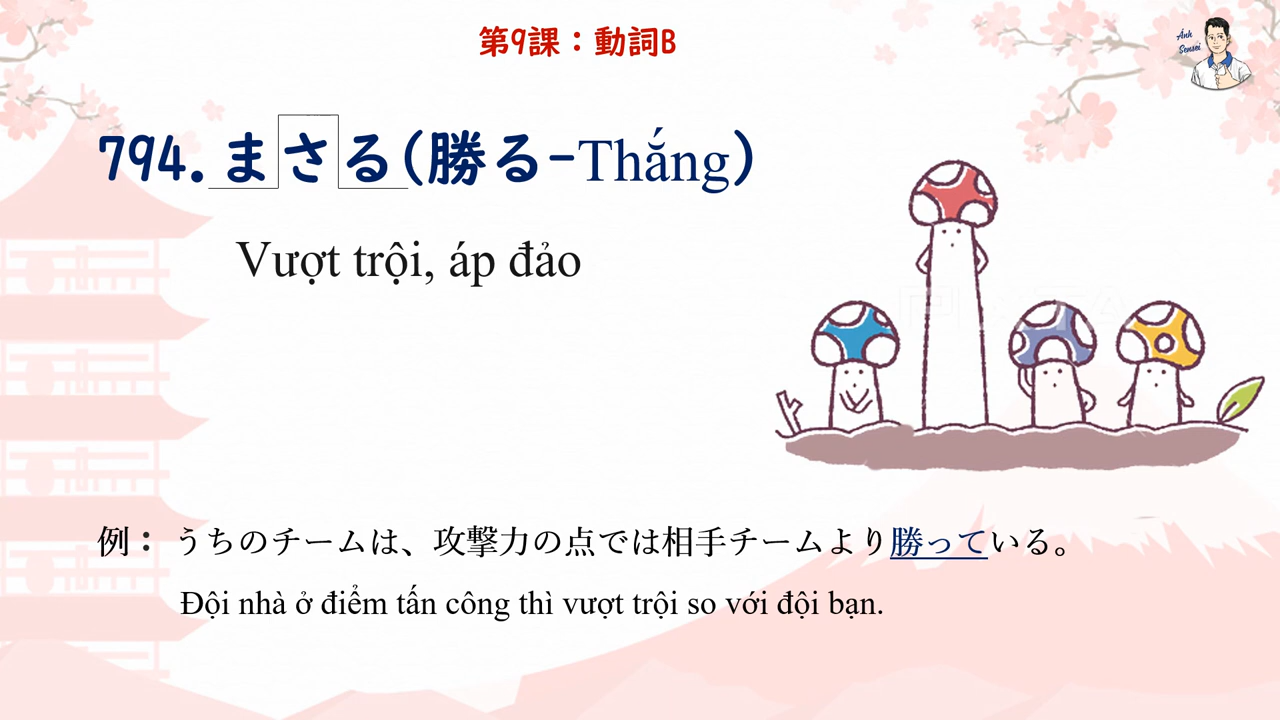 第9課：動詞B
Ánh
Sensei
794.まさる(勝る-Thắng)
Vượt trội, áp đảo
例： うちのチームは、攻撃力の点では相手チームより勝っている。
Đội nhà ở điểm tấn công thì vượt trội so với đội bạn.